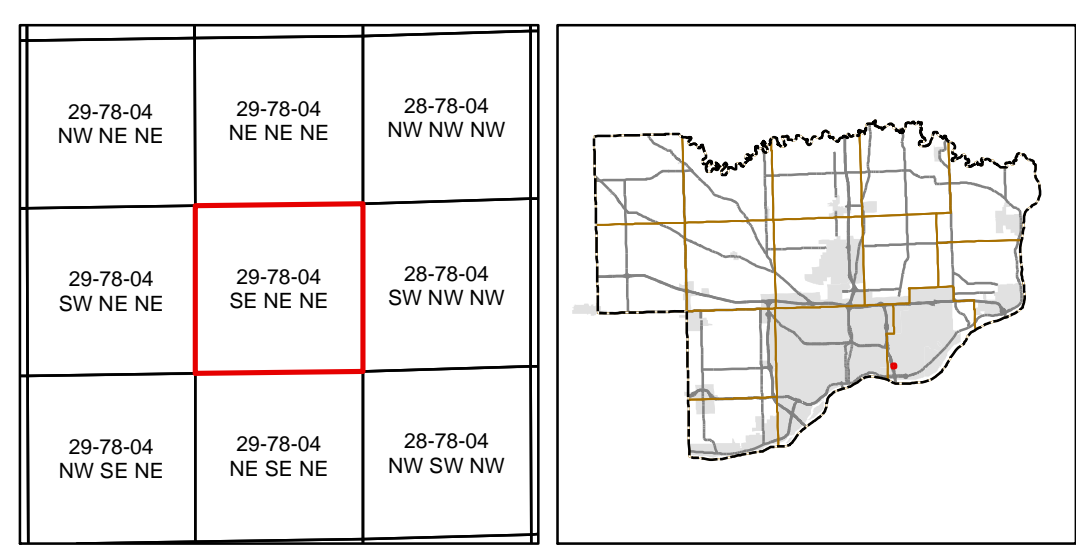 29-78-04
NW NE NE
29-78-04
NE NE NE
28-78-04
NW NW NW
29-78-04
SW NE NE
29-78-04
SE NE NE
28-78-04
SW NW NW
29-78-04
NW SE NE
29-78-04
NE SE NE
28-78-04
NW SW NW